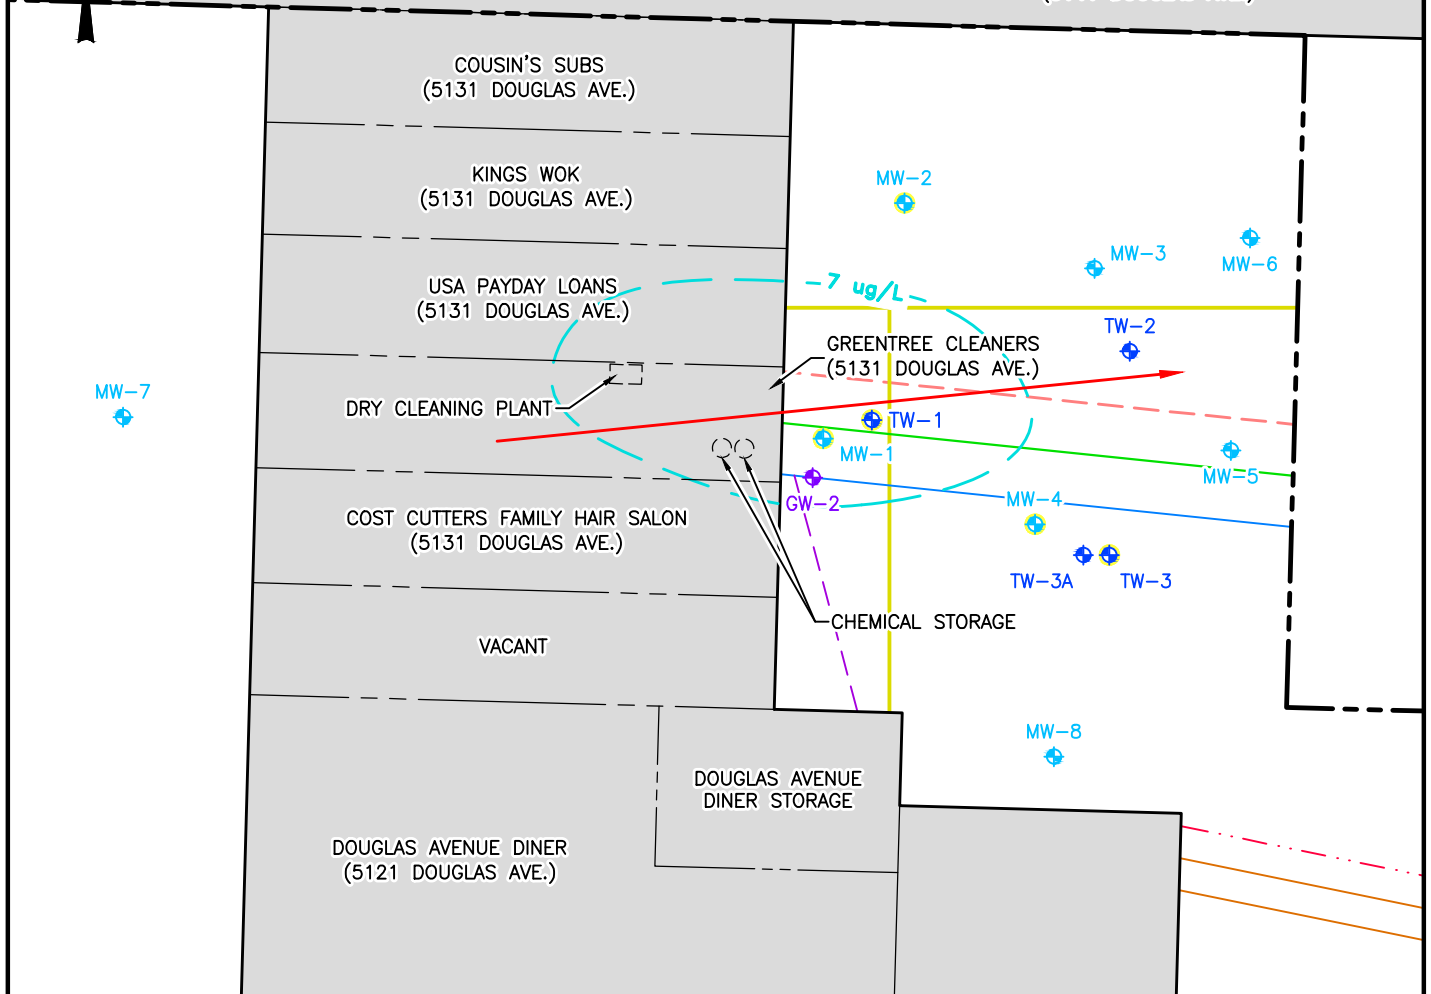 COUSIN'S SUBS
(5131 DOUGLAS AVE.)
KINGS WOK
(5131 DOUGLAS AVE.)
USA PAYDAY LOANS
(5131 DOUGLAS AVE.)
DRY CLEANING PLANT
GREENTREE CLEANERS
(5131 DOUGLAS AVE.)
COST CUTTERS FAMILY HAIR SALON
(5131 DOUGLAS AVE.)
VACANT
CHEMICAL STORAGE
DOUGLAS AVENUE
DINER STORAGE
DOUGLAS AVENUE DINER
(5121 DOUGLAS AVE.)
7 ug/L
MW-2
MW-3
MW-6
TW-2
MW-7
TW-1
MW-1
MW-5
GW-2
MW-4
TW-3A
TW-3
MW-8